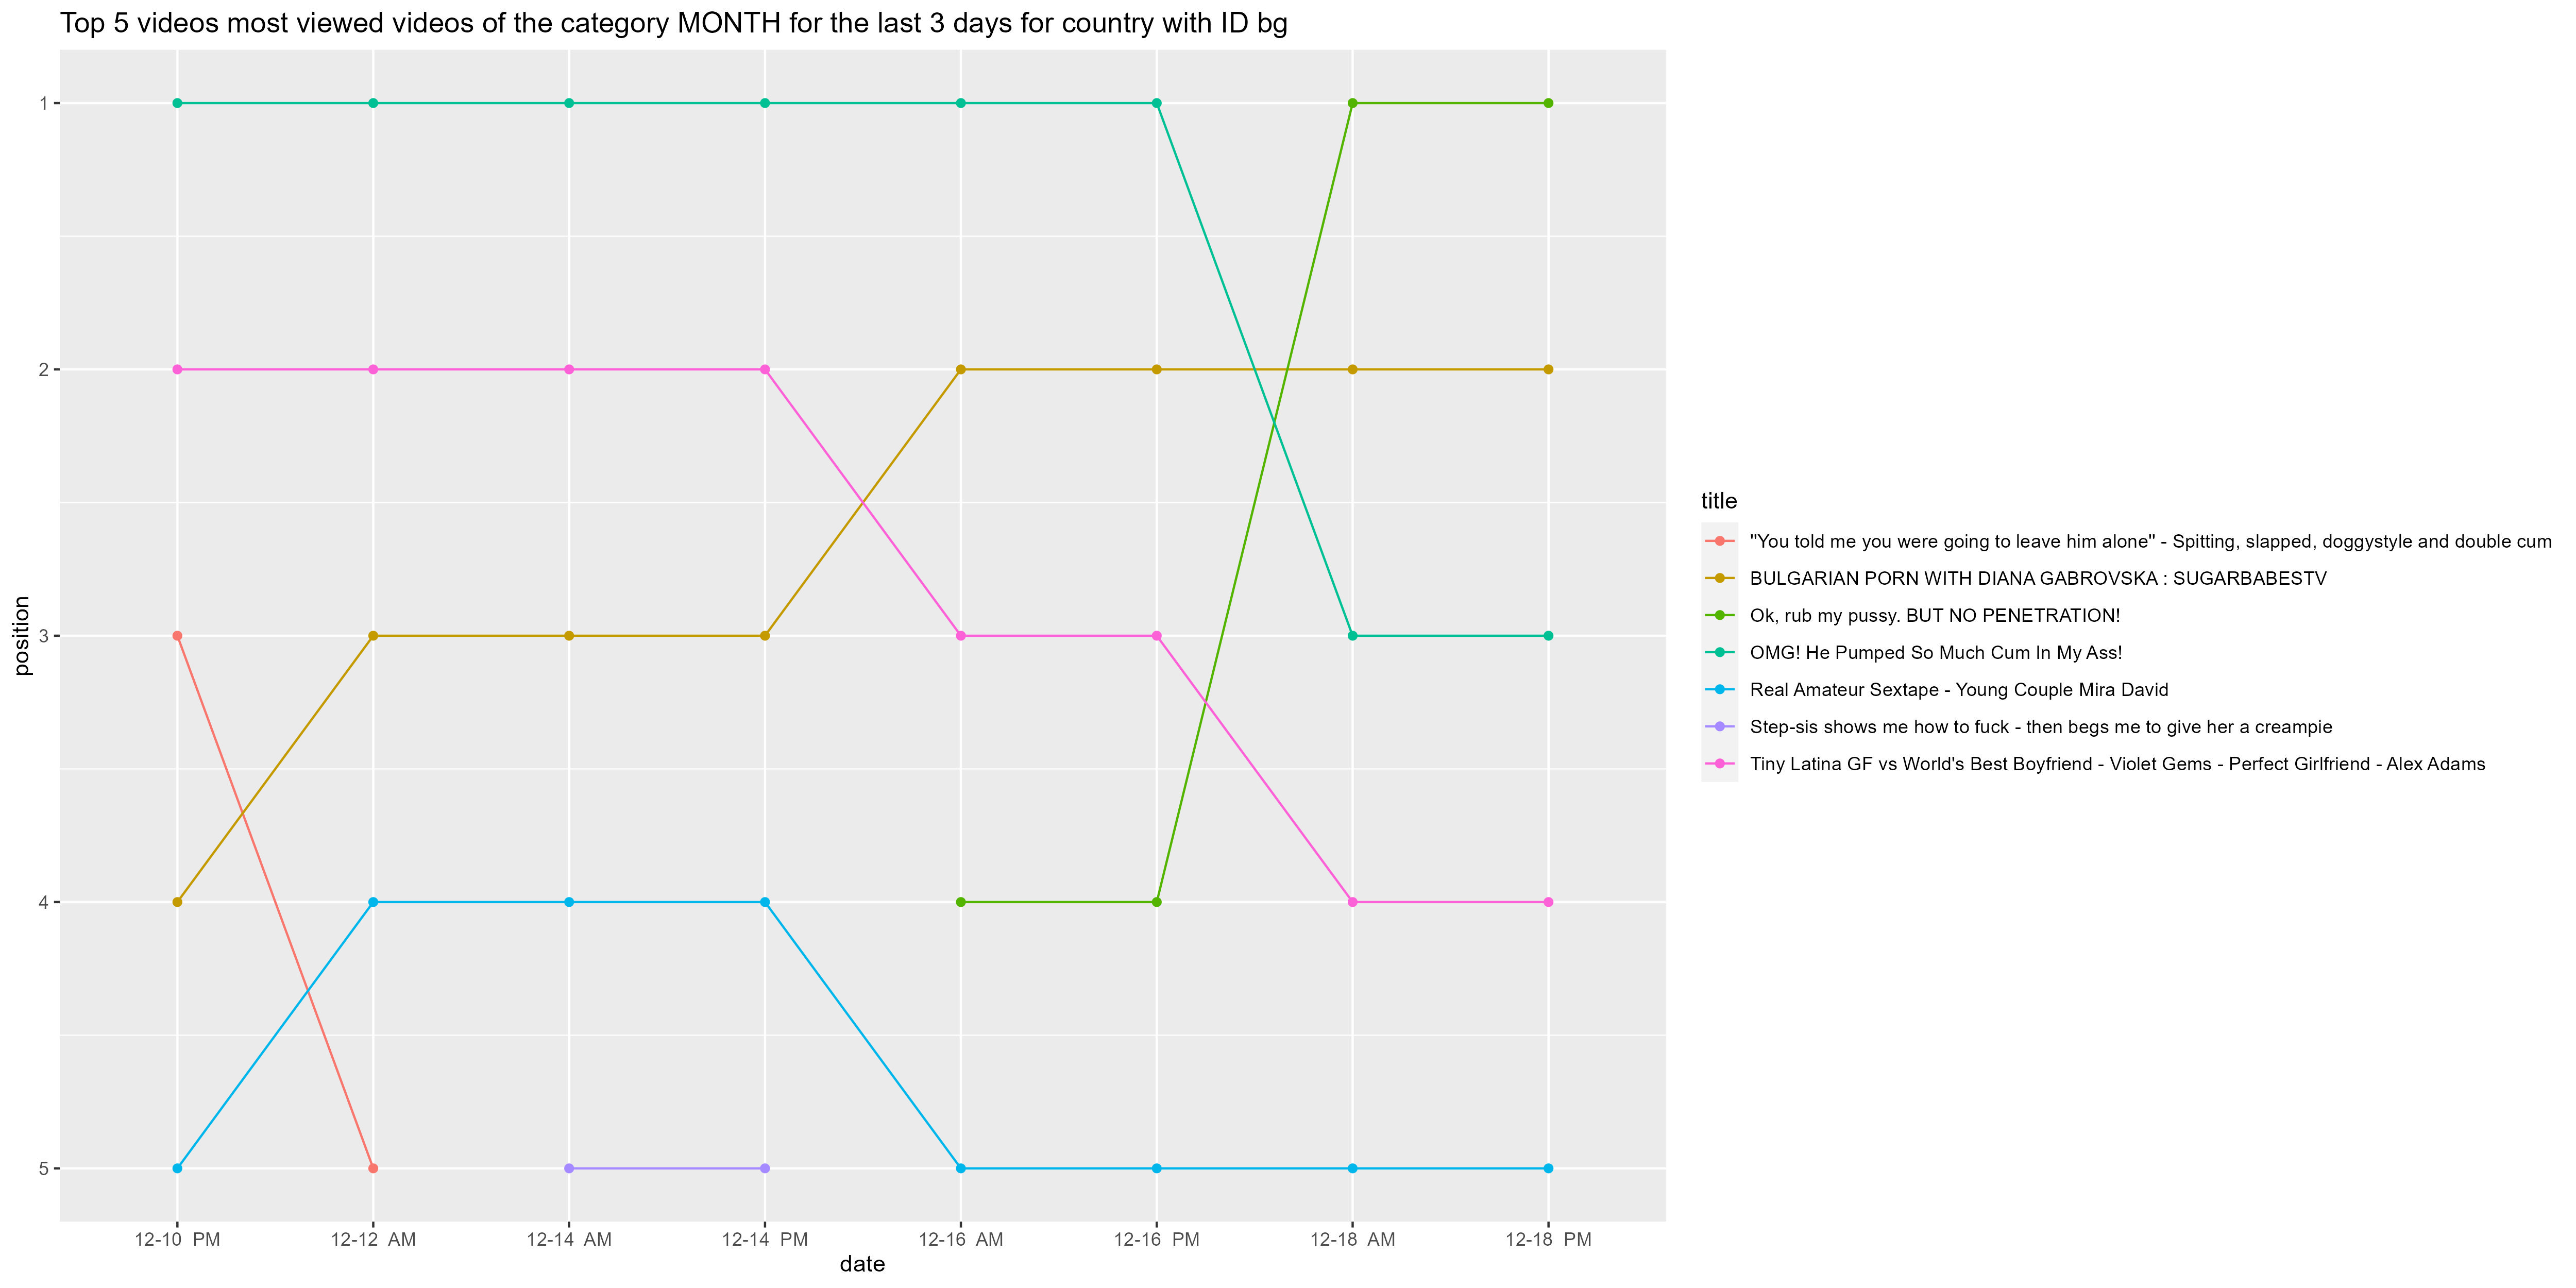 Top 5 videos most viewed videos of the category MONTH for the last 3 days for country with ID bg
position
1
2
3
4
5
12-10 PM
12-12 AM
12-14 AM
12-14 PM
12-16 AM
12-16 PM
12-18 AM
12-18 PM
date
title
"You told me you were going to leave him alone" - Spitting, slapped, doggystyle and double cum
BULGARIAN PORN WITH DIANA GABROVSKA : SUGARBABESTV
Ok, rub my pussy. BUT NO PENETRATION!
OMG! He Pumped So Much Cum In My Ass!
Real Amateur Sextape - Young Couple Mira David
Step-sis shows me how to fuck - then begs me to give her a creampie
Tiny Latina GF vs World's Best Boyfriend - Violet Gems - Perfect Girlfriend - Alex Adams